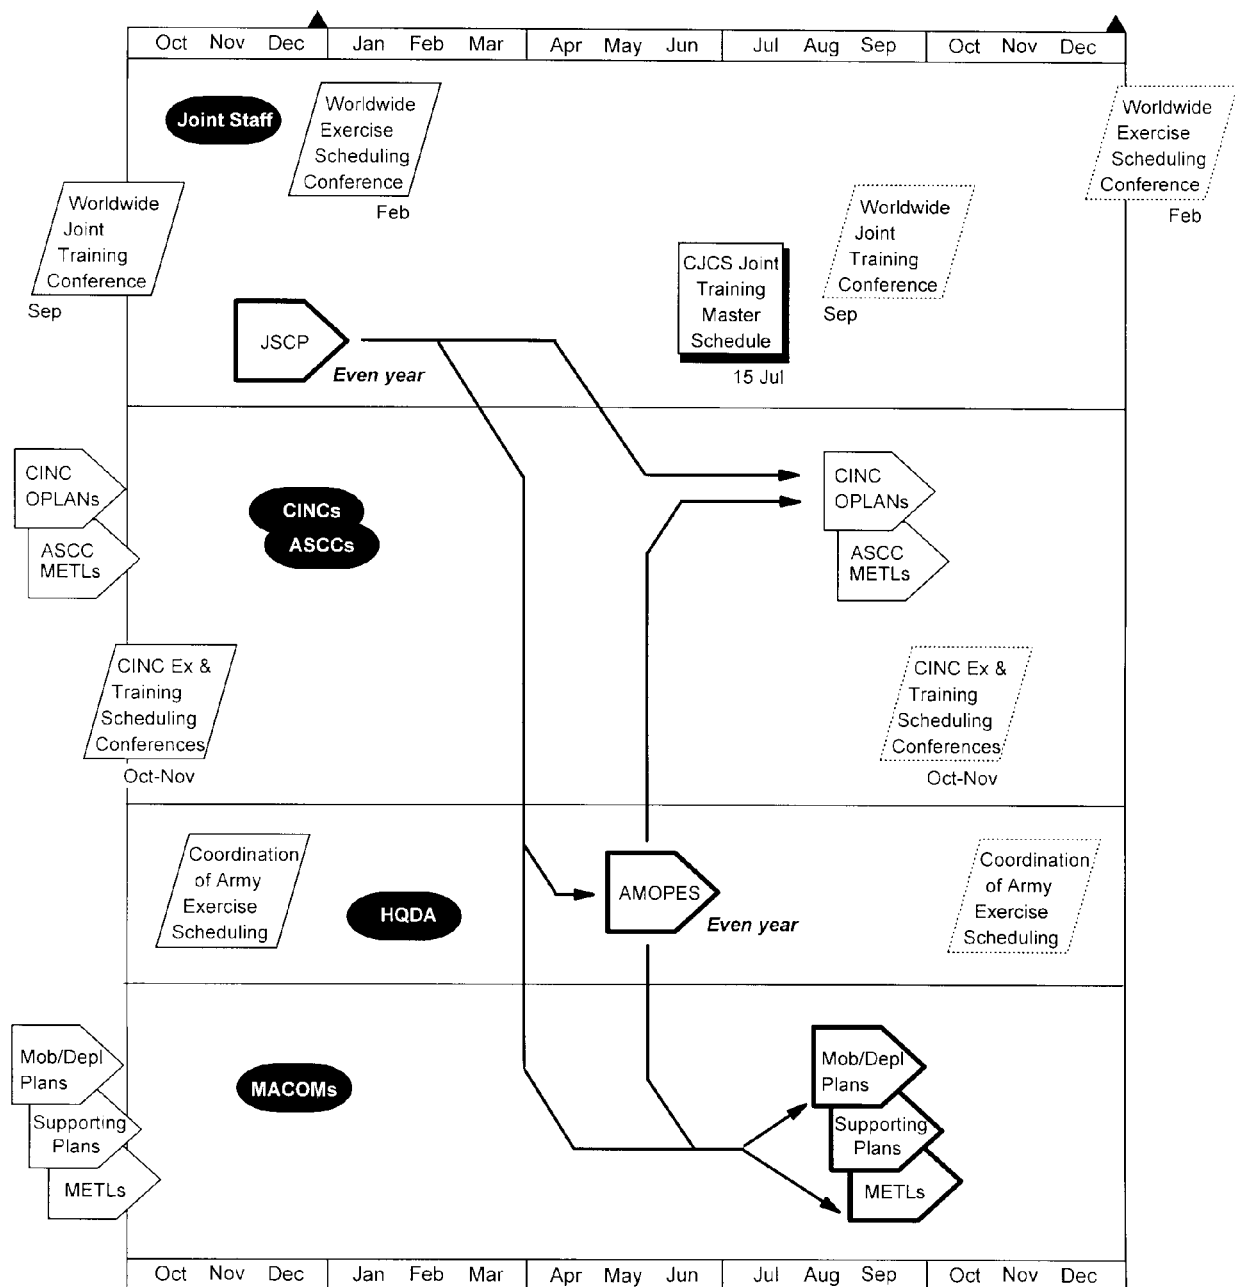 Oct Nov Dec Jan Feb Mar Apr May Jun Jul Aug Sep Oct Nov Dec
Joint Staff
Worldwide
Exercise
Scheduling
Conference
Feb
Worldwide
Exercise
Scheduling
Conference
Feb
Worldwide
Joint
Training
Conference
Sep
Worldwide
Joint
Training
Conference
Sep
CJCS Joint
Training
Master
Schedule
15 Jul
JSCP
Even year
CINC
OPLANs
ASCC
METLs
CINCs
ASCCs
CINC
OPLANs
ASCC
METLs
CINC Ex &
Training
Scheduling
Conferences
Oct-Nov
CINC Ex &
Training
Scheduling
Conferences
Oct-Nov
Coordination
of Army
Exercise
Scheduling
HQDA
AMOPES
Even year
Coordination
of Army
Exercise
Scheduling
Mob/Depl
Plans
Supporting
Plans
METLs
MACOMs
Mob/Depl
Plans
Supporting
Plans
METLs
Oct Nov Dec Jan Feb Mar Apr May Jun Jul Aug Sep Oct Nov Dec